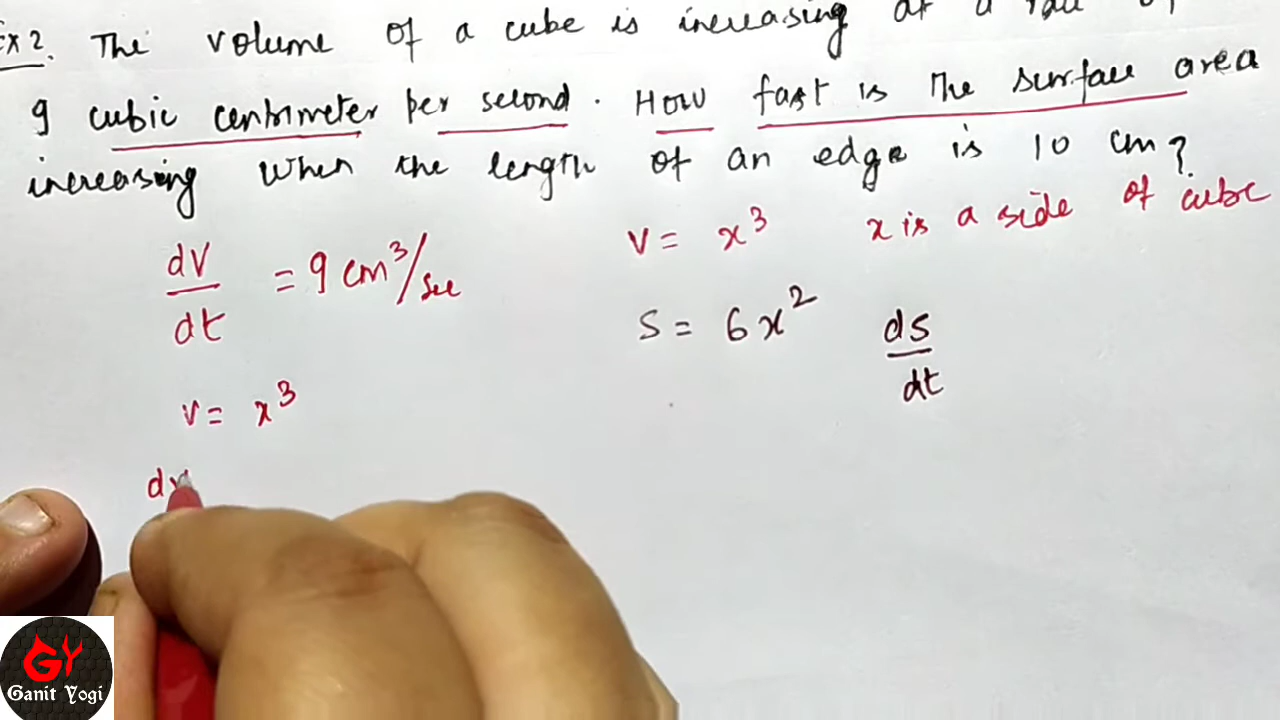 Ex 2. The volume of a cube is increasing at a rate of
9 cubic centimeter per second. How fast is the surface area
increasing when the length of an edge is 10 cm?
dV/dt = 9 cm³/sec
V = x³ x is a side of cube
S = 6x² ds/dt
V = x³
dv
GY
Ganit Yogi